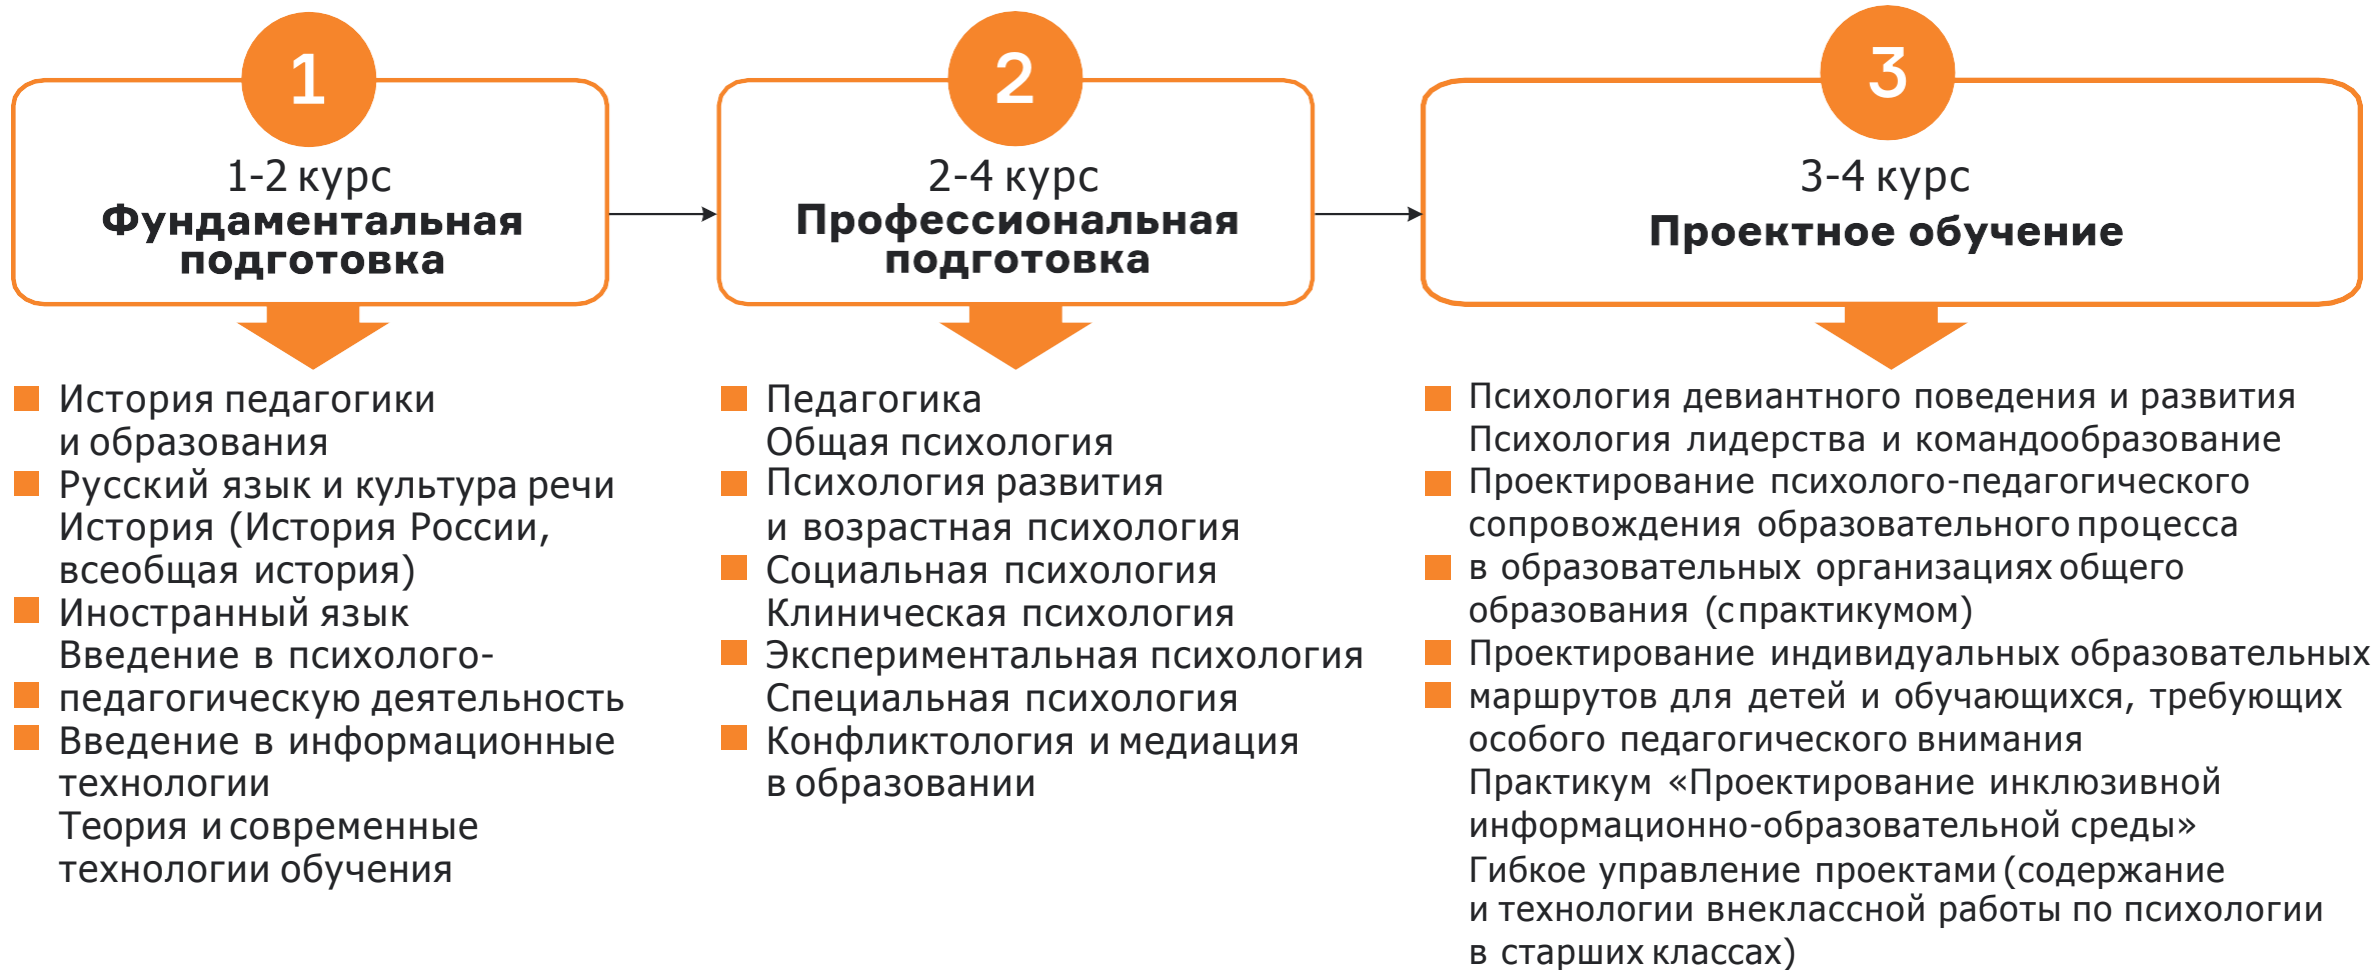 1
1-2 курс
Фундаментальная
подготовка
История педагогики
и образования
Русский язык и культура речи
История (История России,
всеобщая история)
Иностранный язык
Введение в психолого-
педагогическую деятельность
Введение в информационные
технологии
Теория и современные
технологии обучения
2
2-4 курс
Профессиональная
подготовка
Педагогика
Общая психология
Психология развития
и возрастная психология
Социальная психология
Клиническая психология
Экспериментальная психология
Специальная психология
Конфликтология и медиация
в образовании
3
3-4 курс
Проектное обучение
Психология девиантного поведения и развития
Психология лидерства и командообразование
Проектирование психолого-педагогического
сопровождения образовательного процесса
в образовательных организациях общего
образования (с практикумом)
Проектирование индивидуальных образовательных
маршрутов для детей и обучающихся, требующих
особого педагогического внимания
Практикум «Проектирование инклюзивной
информационно-образовательной среды»
Гибкое управление проектами (содержание
и технологии внеклассной работы по психологии
в старших классах)